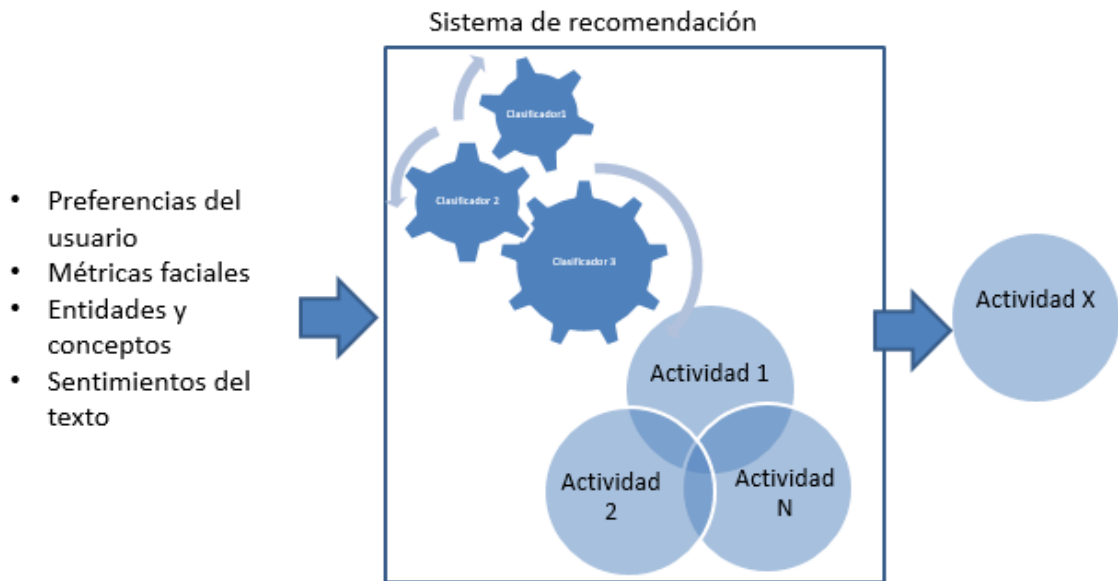 Sistema de recomendación
Clasificador1
Clasificador 2
Clasificador 3
• Preferencias del
usuario
• Métricas faciales
• Entidades y
conceptos
• Sentimientos del
texto
Actividad 1
Actividad
2
Actividad
N
Actividad X